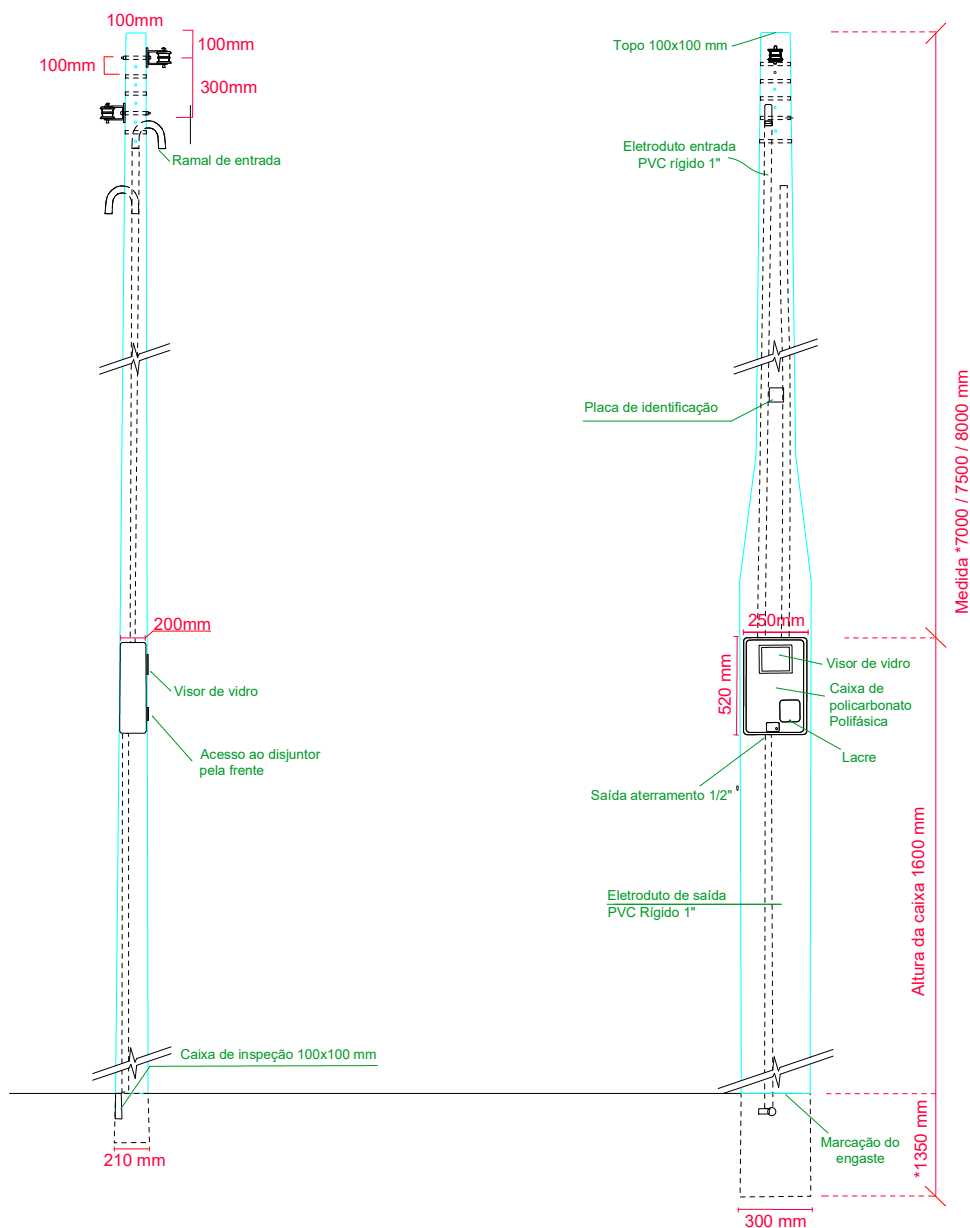 100mm
100mm
100mm
300mm
Ramal de entrada
200mm
Visor de vidro
Acesso ao disjuntor
pela frente
Caixa de inspeção 100x100 mm
210 mm
Topo 100x100 mm
Eletroduto entrada
PVC rígido 1"
Placa de identificação
Medida *7000 / 7500 / 8000 mm
250mm
520 mm
Visor de vidro
Caixa de
policarbonato
Polifásica
Lacre
Saída aterramento 1/2"
Eletroduto de saída
PVC Rígido 1"
Altura da caixa 1600 mm
Marcação do
engaste
*1350 mm
300 mm